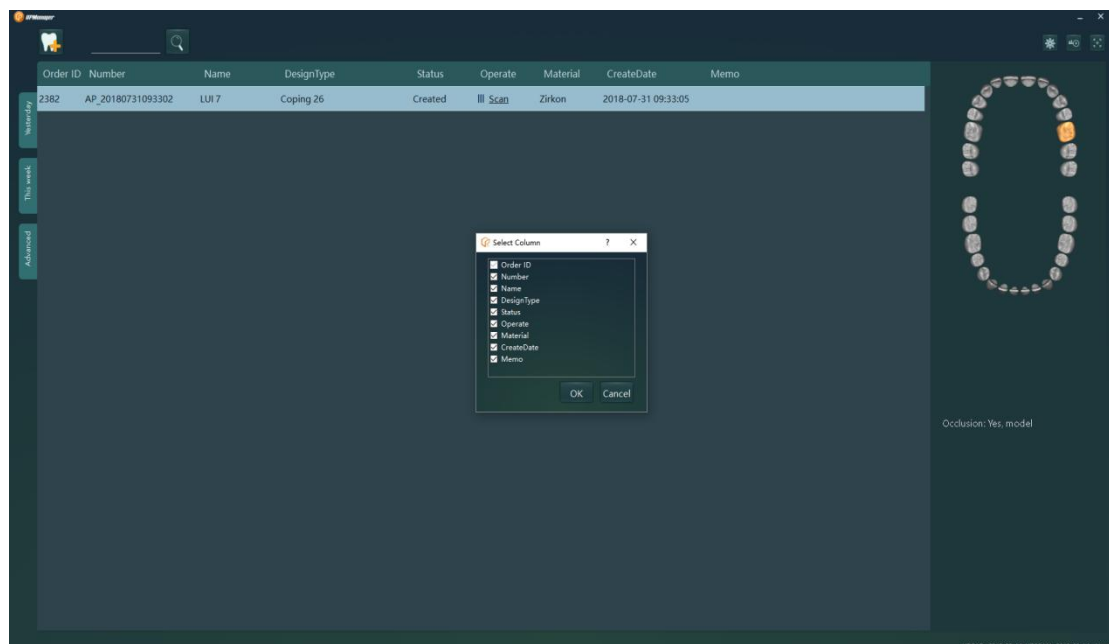 UPManager
Order ID Number Name DesignType Status Operate Material CreateDate Memo
2382 AP_20180731093302 LUI 7 Coping 26 Created Scan Zirkon 2018-07-31 09:33:05
Yesterday
This week
Advanced
Select Column ?
Order ID
Number
Name
DesignType
Status
Operate
Material
CreateDate
Memo
OK Cancel
Occlusion: Yes, model